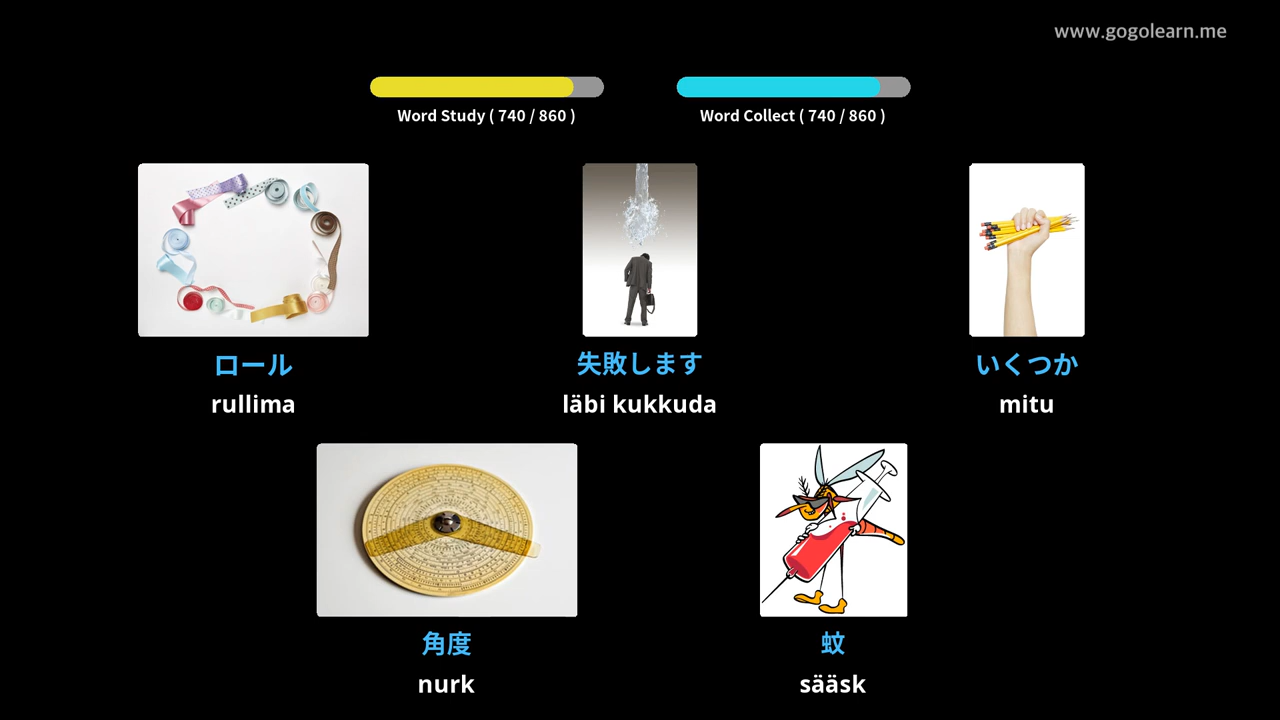 www.gogolearn.me
Word Study ( 740 / 860 )
Word Collect ( 740 / 860 )
ロール
rullima
失敗します
läbi kukkuda
いくつか
mitu
角度
nurk
蚊
sääsk